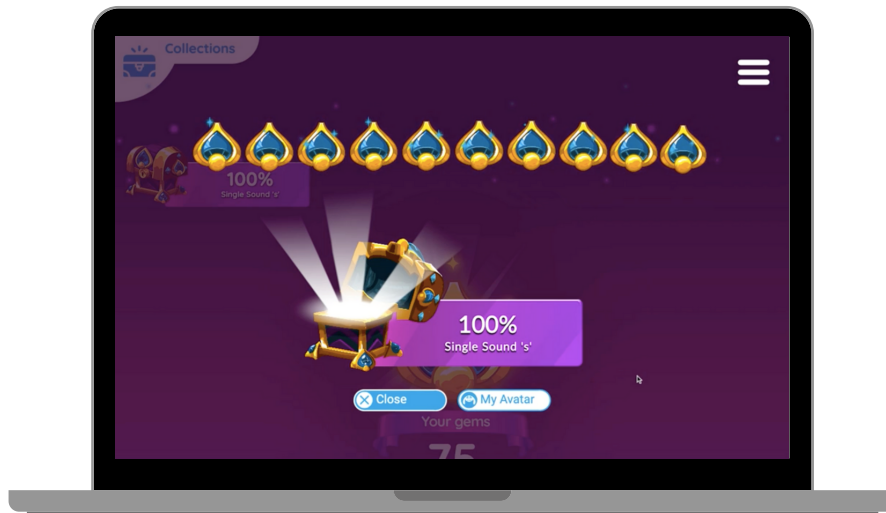 Collections
100%
Single Sound 's'
100%
Single Sound 's'
Close
My Avatar
Your gems
75